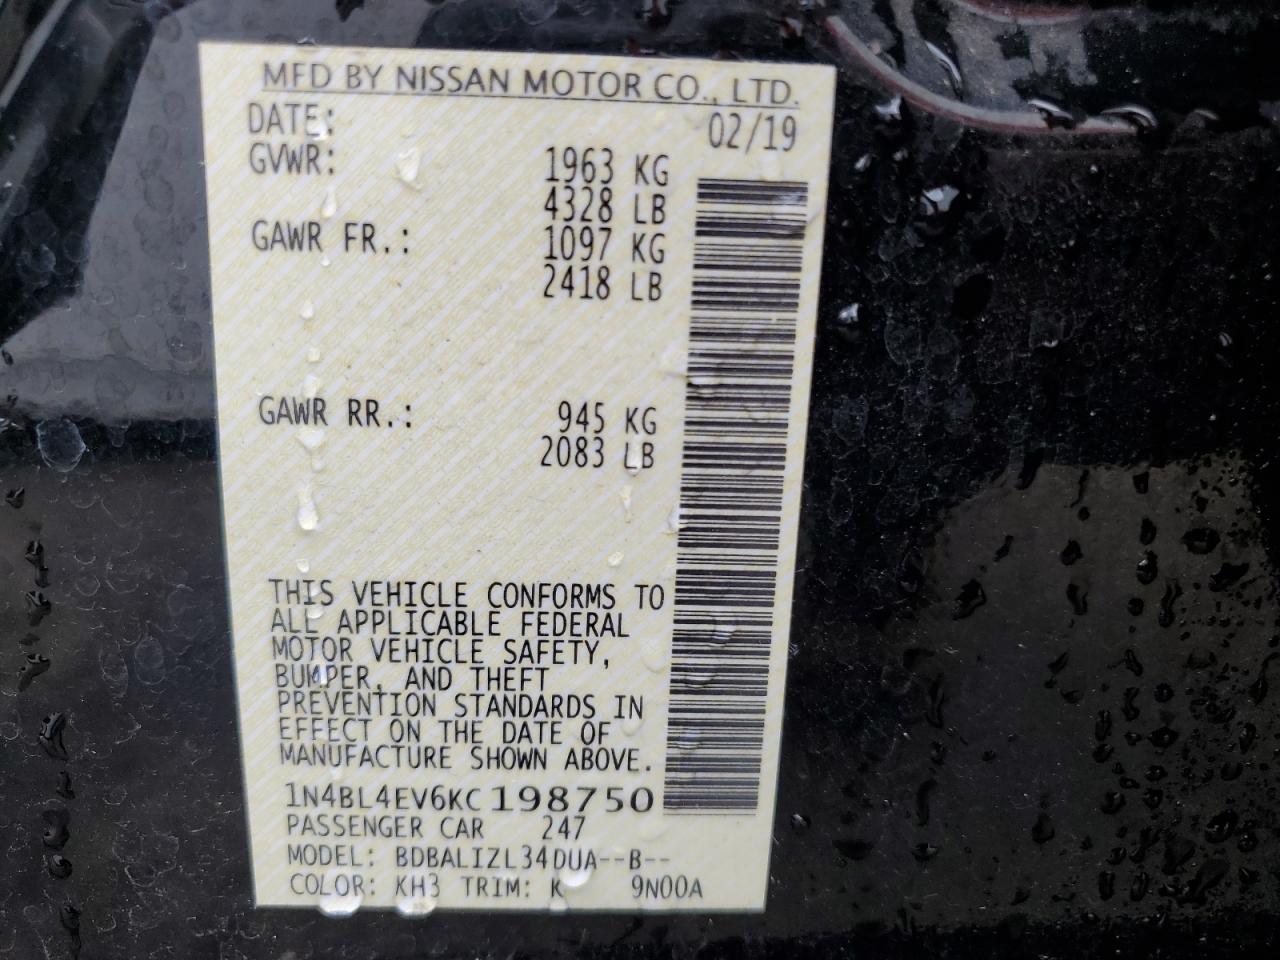 MFD BY NISSAN MOTOR CO., LTD.
DATE: 02/19
GVWR: 1963 KG
4328 LB
GAWR FR.: 1097 KG
2418 LB
GAWR RR.: 945 KG
2083 LB
THIS VEHICLE CONFORMS TO
ALL APPLICABLE FEDERAL
MOTOR VEHICLE SAFETY,
BUMPER, AND THEFT
PREVENTION STANDARDS IN
EFFECT ON THE DATE OF
MANUFACTURE SHOWN ABOVE.
1N4BL4EV6KC198750
PASSENGER CAR 247
MODEL: BDBALIZL34DUA--B--
COLOR: KH3 TRIM: K 9N00A